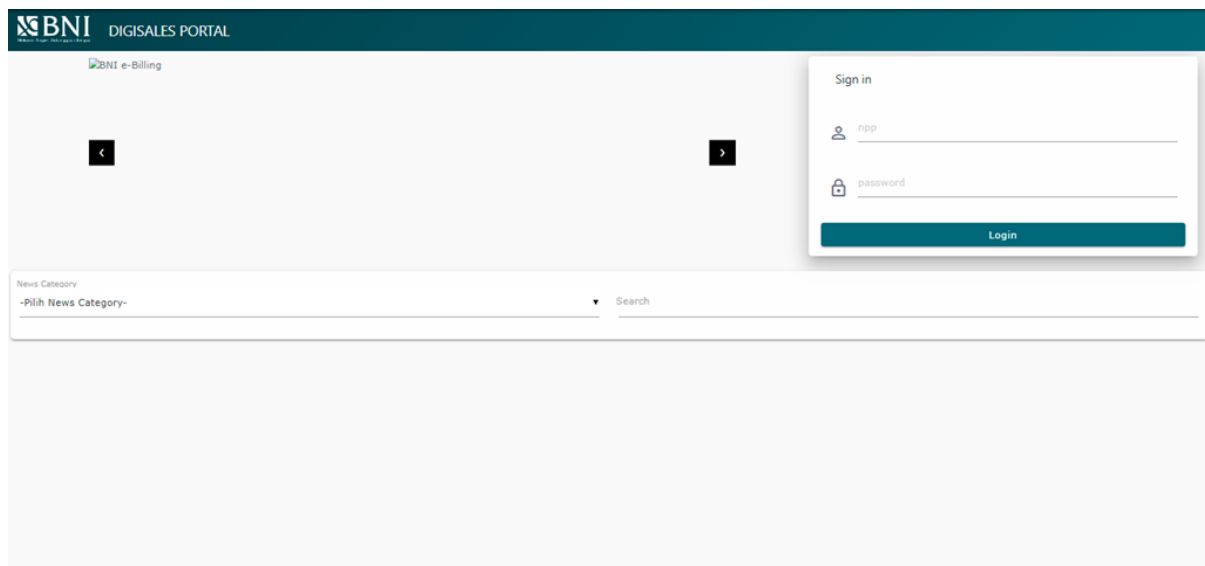 BNI
DIGISALES PORTAL
BNI e-Billing
Sign in
npp
password
Login
News Category
-Pilih News Category-
Search